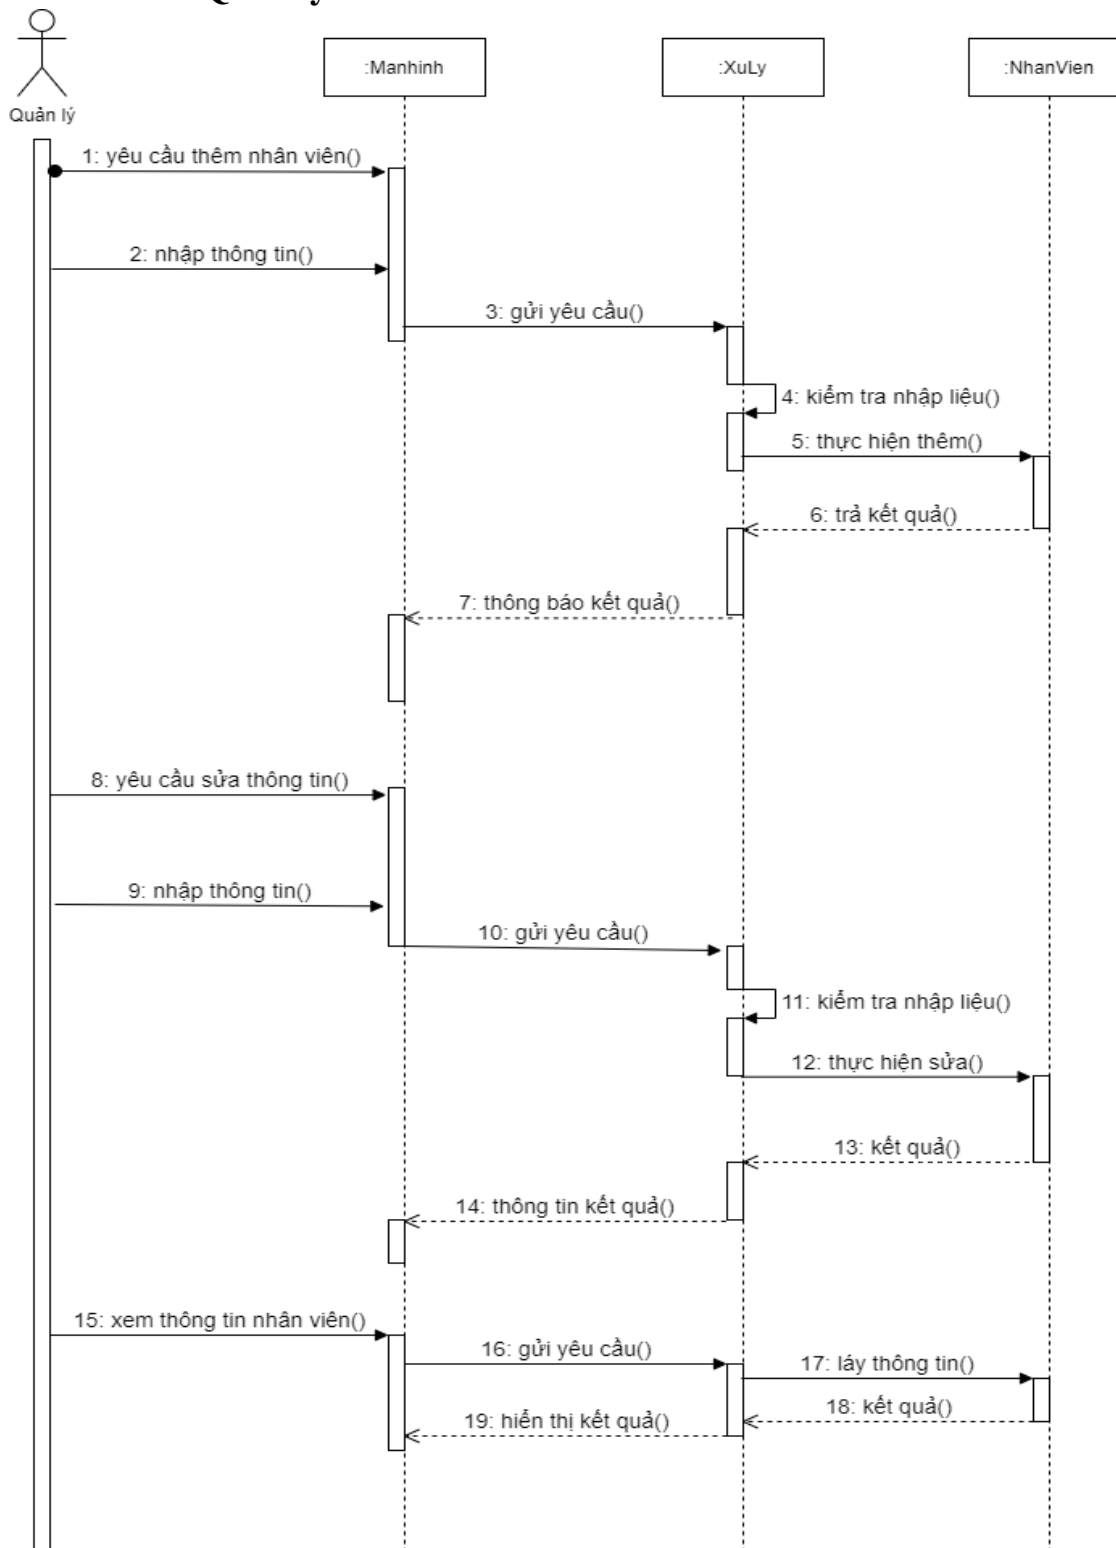 :Manhinh
:XuLy
:NhanVien
Quản lý
1: yêu cầu thêm nhân viên()
2: nhập thông tin()
3: gửi yêu cầu()
4: kiểm tra nhập liệu()
5: thực hiện thêm()
6: trả kết quả()
7: thông báo kết quả()
8: yêu cầu sửa thông tin()
9: nhập thông tin()
10: gửi yêu cầu()
11: kiểm tra nhập liệu()
12: thực hiện sửa()
13: kết quả()
14: thông tin kết quả()
15: xem thông tin nhân viên()
16: gửi yêu cầu()
17: láy thông tin()
18: kết quả()
19: hiển thị kết quả()